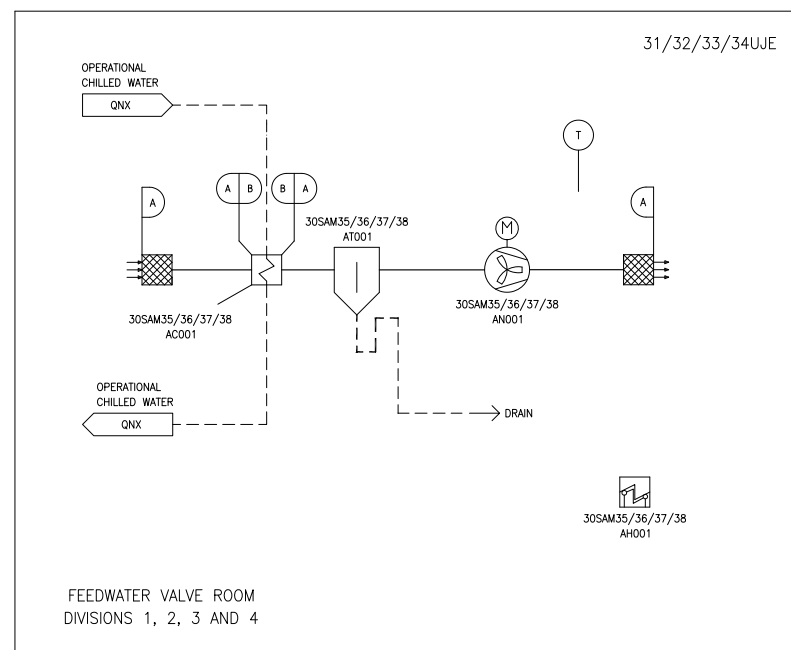 31/32/33/34UJE
OPERATIONAL
CHILLED WATER
QNX
T
A
A B
B A
A
30SAM35/36/37/38
AT001
M
30SAM35/36/37/38
AC001
30SAM35/36/37/38
AN001
OPERATIONAL
CHILLED WATER
QNX
DRAIN
30SAM35/36/37/38
AH001
FEEDWATER VALVE ROOM
DIVISIONS 1, 2, 3 AND 4